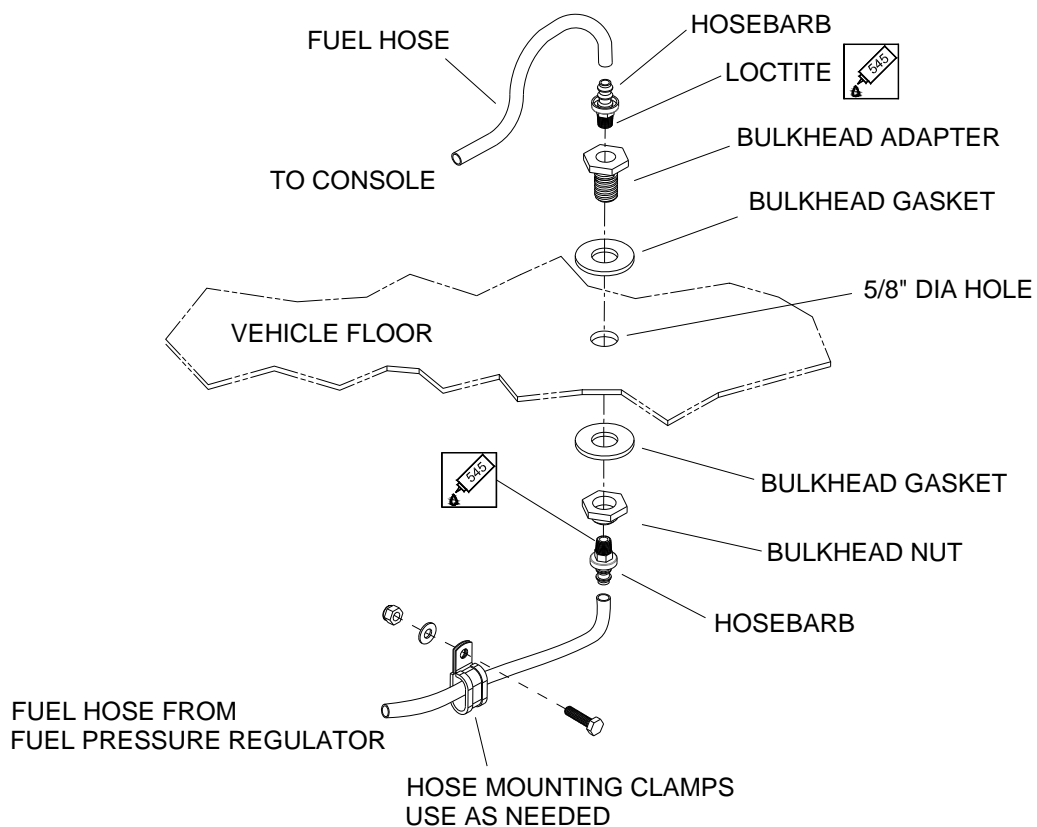 HOSEBARB
FUEL HOSE
LOCTITE
545
BULKHEAD ADAPTER
TO CONSOLE
BULKHEAD GASKET
5/8" DIA HOLE
VEHICLE FLOOR
545
BULKHEAD GASKET
BULKHEAD NUT
HOSEBARB
FUEL HOSE FROM
FUEL PRESSURE REGULATOR
HOSE MOUNTING CLAMPS
USE AS NEEDED